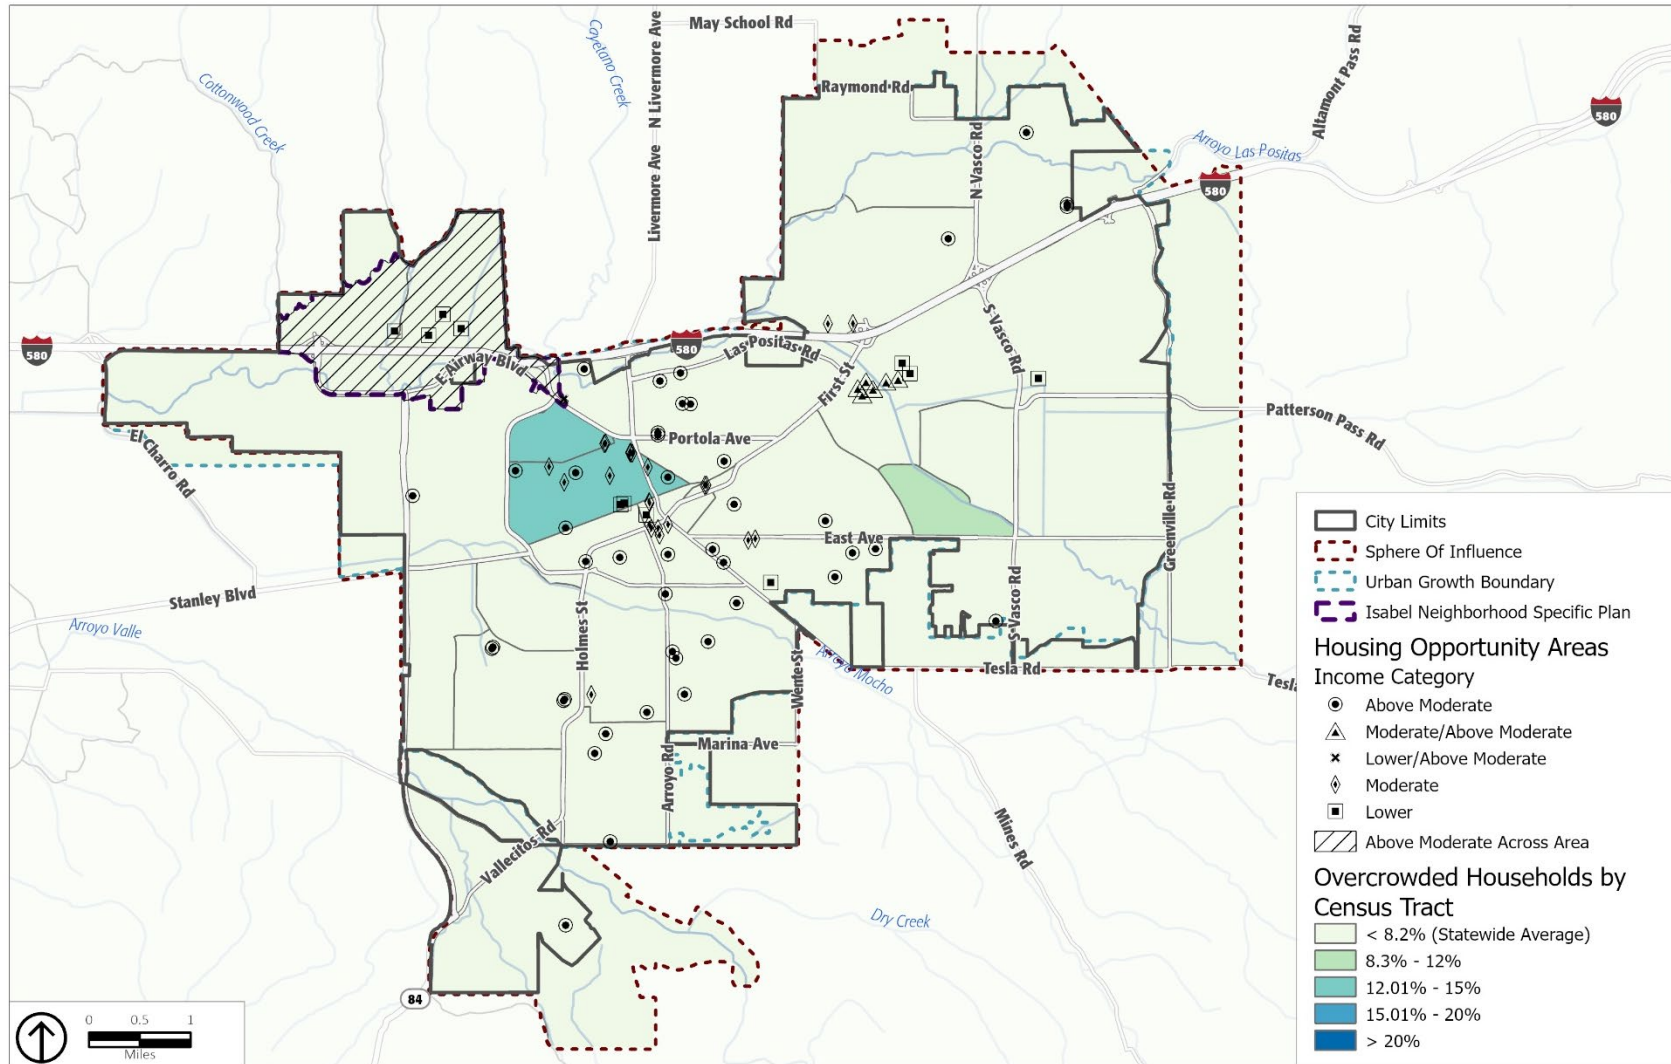 May School Rd
Cayetano Creek
N Livermore Ave
Livermore Ave
Cottonwood Creek
Raymond Rd
Altamont Pass Rd
580
Arroyo Las Positas
N Vasco Rd
580
580
580
Las Positas Rd
S Vasco Rd
E Airway Blvd
First St
Patterson Pass Rd
Portola Ave
El Charro Rd
Greenville Rd
East Ave
Stanley Blvd
Arroyo Valle
Holmes St
S Vasco Rd
Wente St
Arroyo Mocho
Tesla Rd
Tesla
Marina Ave
Arroyo Rd
Vallecitos Rd
Mines Rd
Dry Creek
84
0 0.5 1
Miles
City Limits
Sphere Of Influence
Urban Growth Boundary
Isabel Neighborhood Specific Plan
Housing Opportunity Areas
Income Category
Above Moderate
Moderate/Above Moderate
Lower/Above Moderate
Moderate
Lower
Above Moderate Across Area
Overcrowded Households by
Census Tract
< 8.2% (Statewide Average)
8.3% - 12%
12.01% - 15%
15.01% - 20%
> 20%